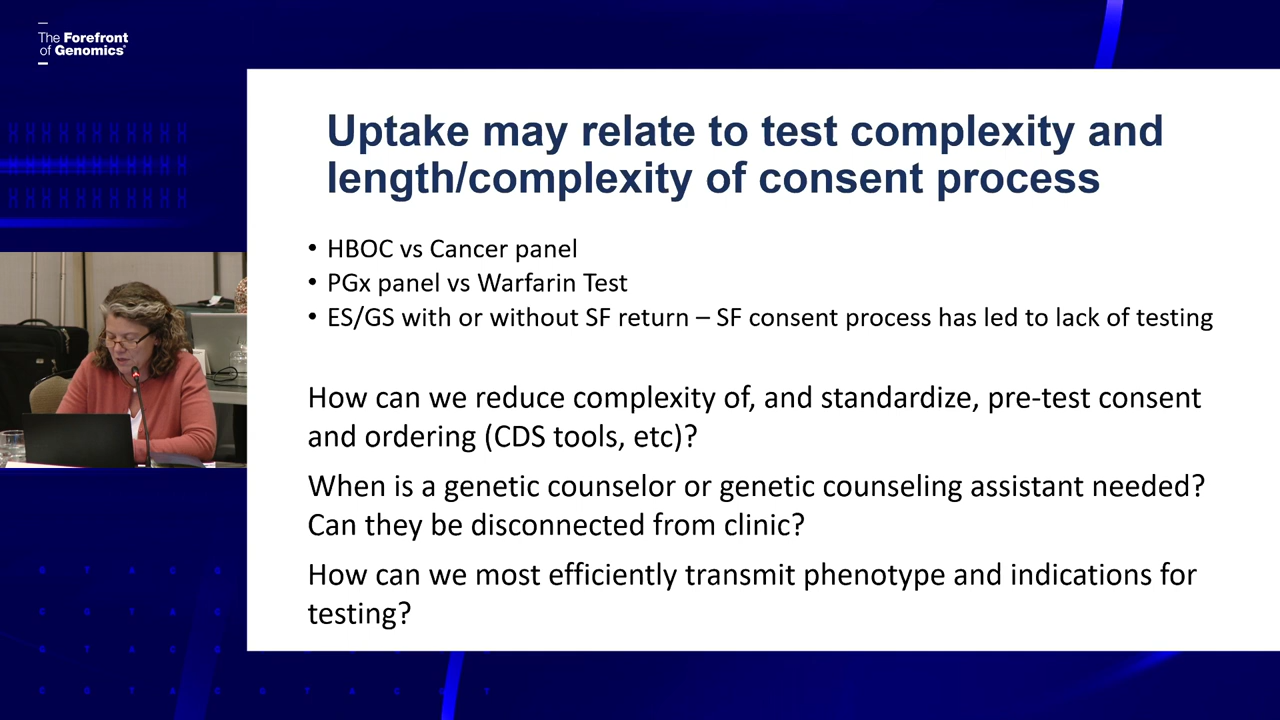 The Forefront
of Genomics
Uptake may relate to test complexity and
length/complexity of consent process
• HBOC vs Cancer panel
• PGx panel vs Warfarin Test
• ES/GS with or without SF return – SF consent process has led to lack of testing
How can we reduce complexity of, and standardize, pre-test consent
and ordering (CDS tools, etc)?
When is a genetic counselor or genetic counseling assistant needed?
Can they be disconnected from clinic?
How can we most efficiently transmit phenotype and indications for
testing?